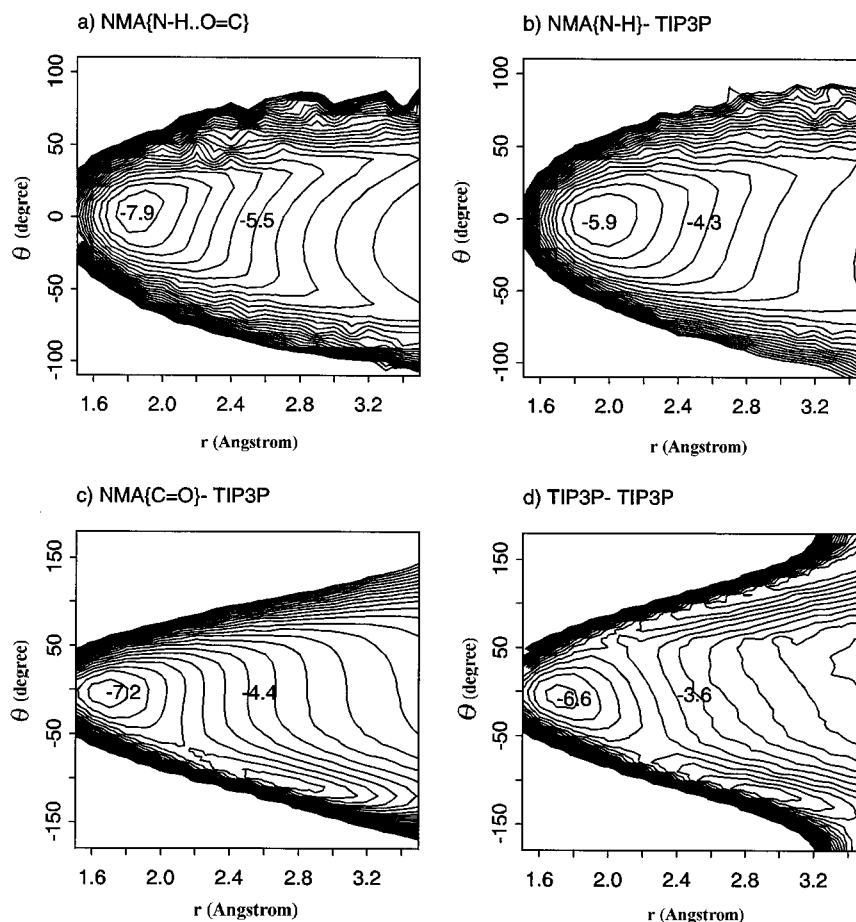 a) NMA{N-H..O=C}
b) NMA{N-H}- TIP3P
100
50
0
-50
-100
θ (degree)
-7.9
-5.5
1.6 2.0 2.4 2.8 3.2
r (Angstrom)
100
50
0
-50
-100
θ (degree)
-5.9
-4.3
1.6 2.0 2.4 2.8 3.2
r (Angstrom)
c) NMA{C=O}- TIP3P
d) TIP3P- TIP3P
150
50
-50
-150
θ (degree)
-7.2
-4.4
1.6 2.0 2.4 2.8 3.2
r (Angstrom)
150
50
-50
-150
θ (degree)
-6.6
-3.6
1.6 2.0 2.4 2.8 3.2
r (Angstrom)